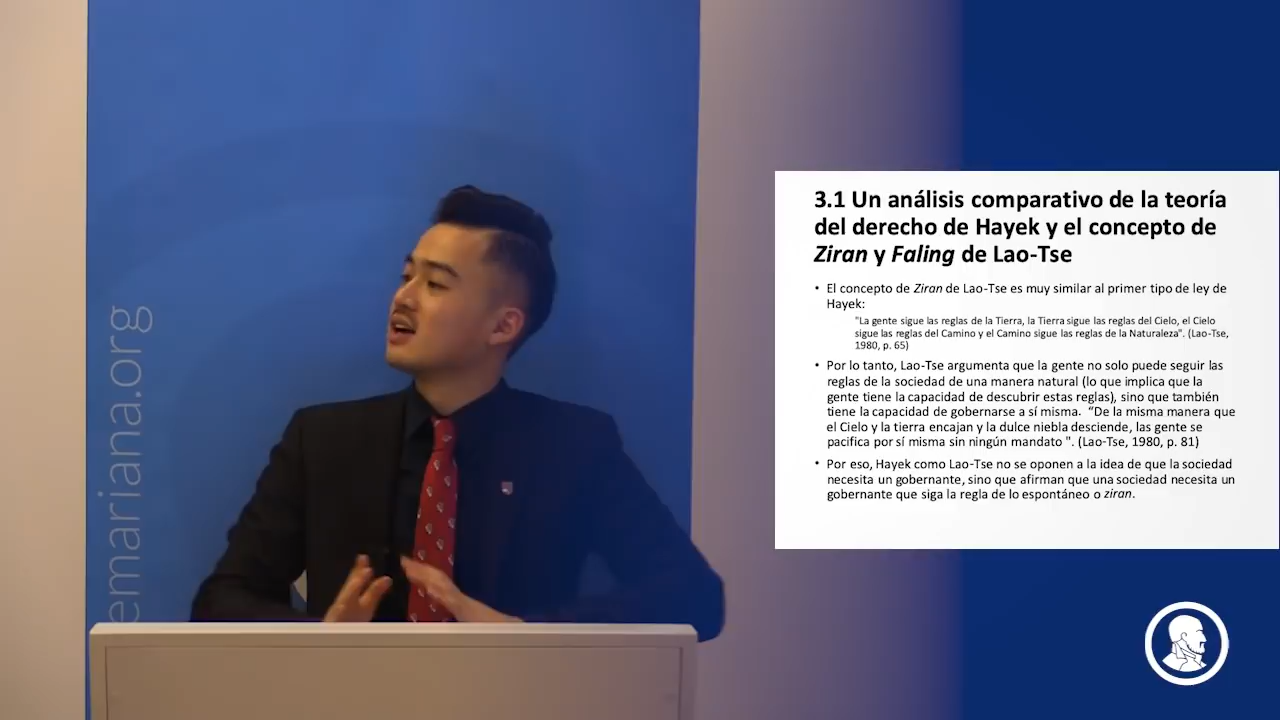 emariana.org
3.1 Un análisis comparativo de la teoría
del derecho de Hayek y el concepto de
Ziran y Faling de Lao-Tse
• El concepto de Ziran de Lao-Tse es muy similar al primer tipo de ley de
Hayek:
"La gente sigue las reglas de la Tierra, la Tierra sigue las reglas del Cielo, el Cielo
sigue las reglas del Camino y el Camino sigue las reglas de la Naturaleza". (Lao-Tse,
1980, p. 65)
• Por lo tanto, Lao-Tse argumenta que la gente no solo puede seguir las
reglas de la sociedad de una manera natural (lo que implica que la
gente tiene la capacidad de descubrir estas reglas), sino que también
tiene la capacidad de gobernarse a sí misma. “De la misma manera que
el Cielo y la tierra encajan y la dulce niebla desciende, las gente se
pacifica por sí misma sin ningún mandato ". (Lao-Tse, 1980, p. 81)
• Por eso, Hayek como Lao-Tse no se oponen a la idea de que la sociedad
necesita un gobernante, sino que afirman que una sociedad necesita un
gobernante que siga la regla de lo espontáneo o ziran.